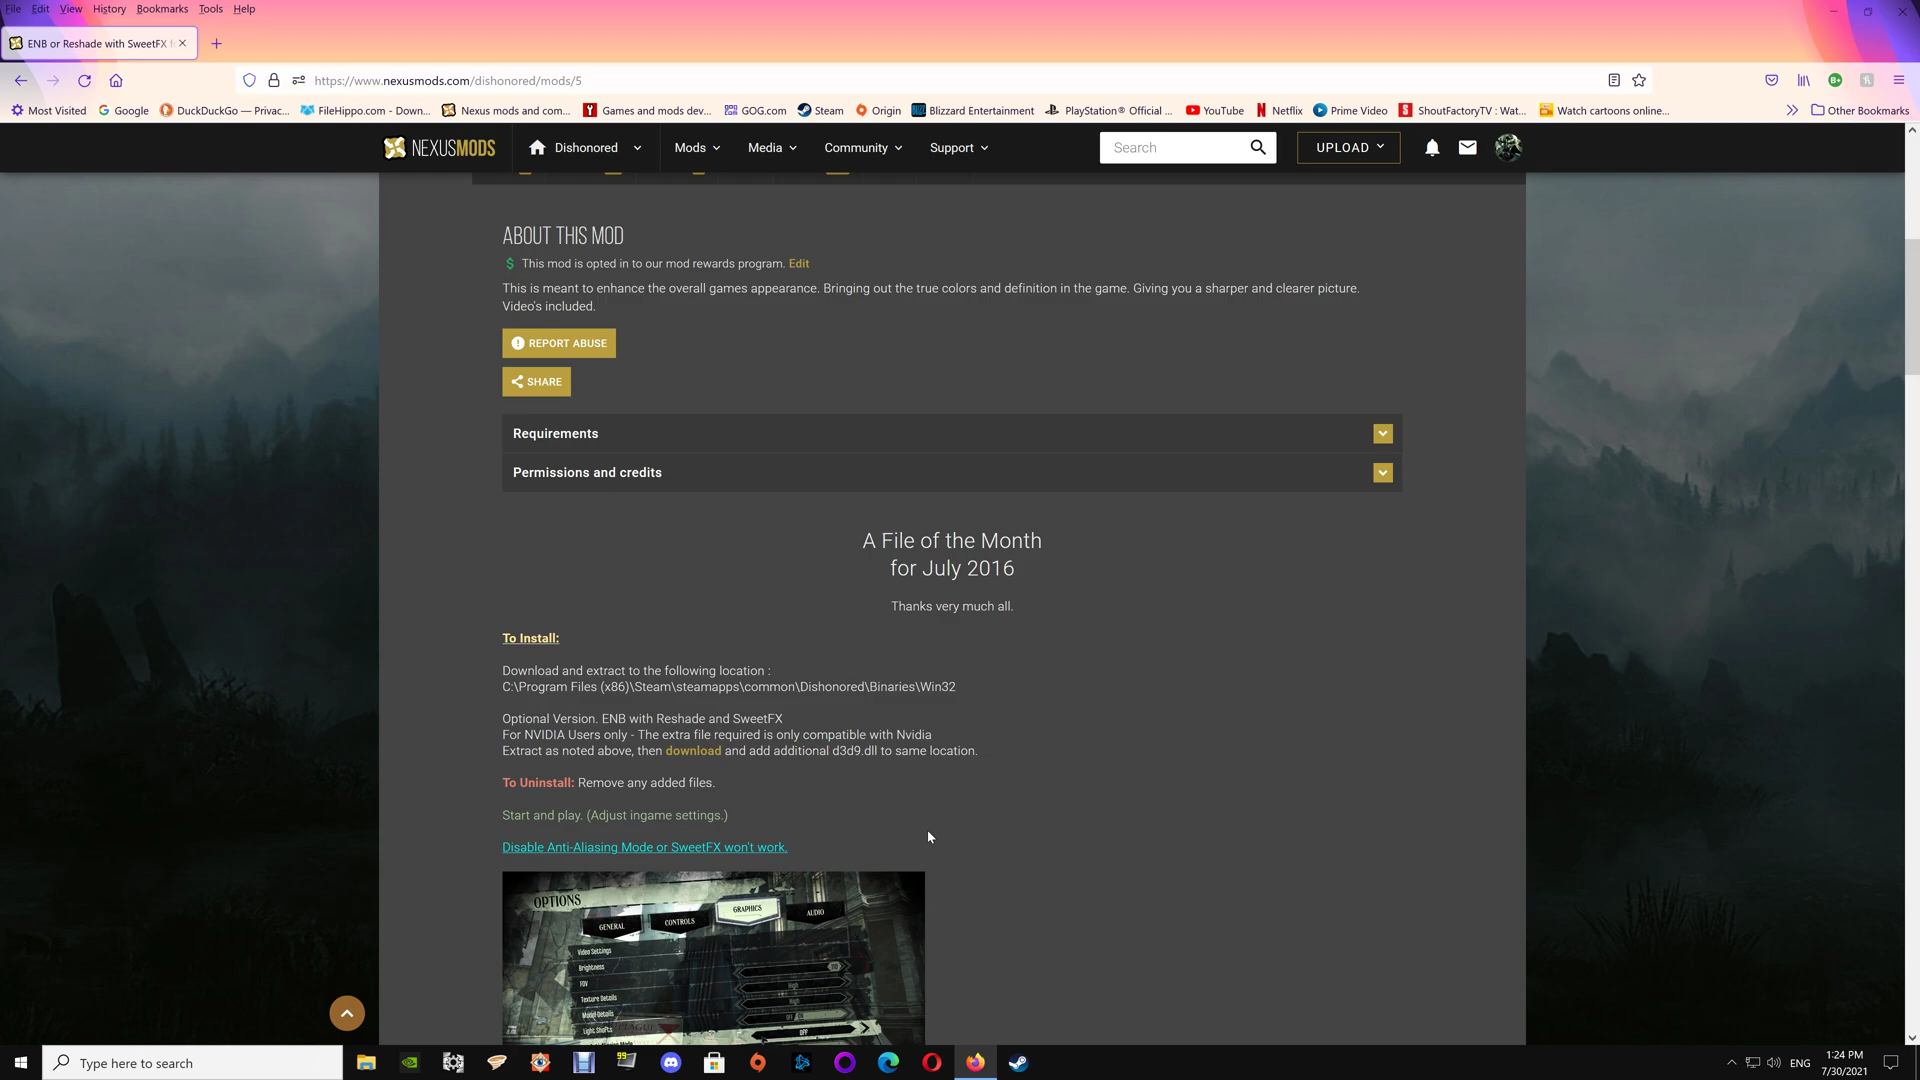 File Edit View History Bookmarks Tools Help
ENB or Reshade with SweetFX f
https://www.nexusmods.com/dishonored/mods/5
Most Visited Google DuckDuckGo — Privac... FileHippo.com - Down... Nexus mods and com... Games and mods dev... GOG.com Steam Origin Blizzard Entertainment PlayStation® Official ... YouTube Netflix Prime Video ShoutFactoryTV : Wat... Watch cartoons online... Other Bookmarks
NEXUSMODS Dishonored Mods Media Community Support Search UPLOAD
ABOUT THIS MOD
$ This mod is opted in to our mod rewards program. Edit
This is meant to enhance the overall games appearance. Bringing out the true colors and definition in the game. Giving you a sharper and clearer picture.
Video's included.
REPORT ABUSE
SHARE
Requirements
Permissions and credits
A File of the Month
for July 2016
Thanks very much all.
To Install:
Download and extract to the following location :
C:\Program Files (x86)\Steam\steamapps\common\Dishonored\Binaries\Win32
Optional Version. ENB with Reshade and SweetFX
For NVIDIA Users only - The extra file required is only compatible with Nvidia
Extract as noted above, then download and add additional d3d9.dll to same location.
To Uninstall: Remove any added files.
Start and play. (Adjust ingame settings.)
Disable Anti-Aliasing Mode or SweetFX won't work.
OPTIONS
GENERAL CONTROLS GRAPHICS AUDIO
Video Settings
Brightness
FOV 70
Texture Details High
Model Details High
Light Shafts OFF
OFF
Type here to search
99
ENG
1:24 PM
7/30/2021